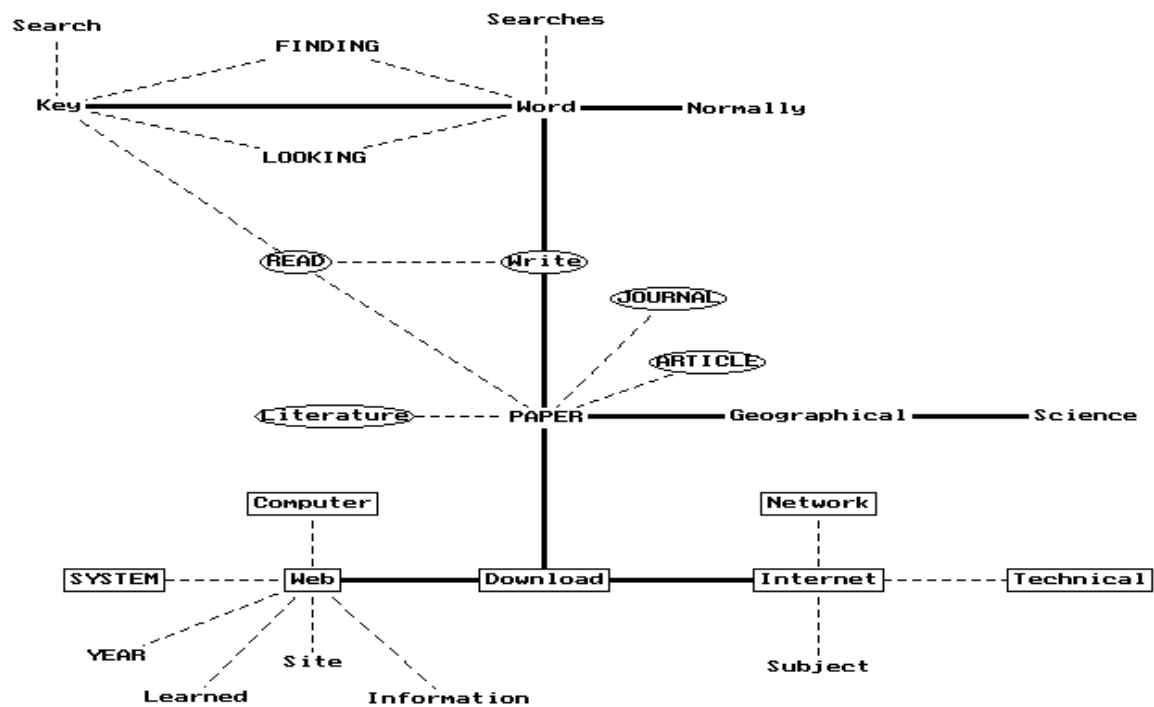 Searches
Search
FINDING
Key
Word
Normally
LOOKING
READ
Write
JOURNAL
ARTICLE
Literature
PAPER
Geographical
Science
Computer
Network
SYSTEM
Web
Download
Internet
Technical
YEAR
Site
Subject
Learned
Information